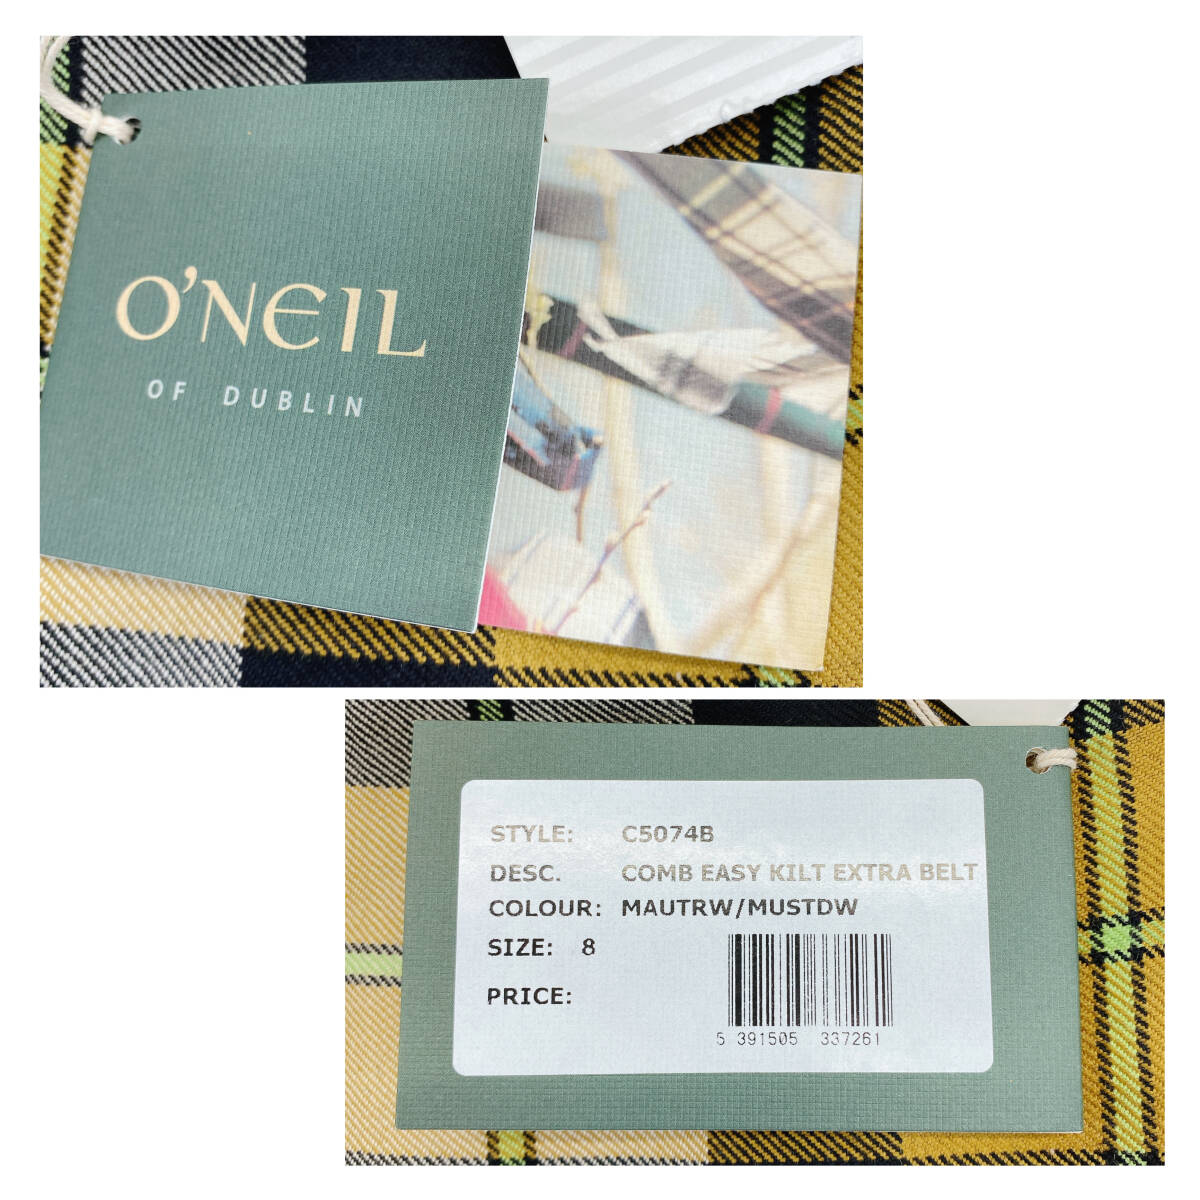 O'NEIL
OF DUBLIN
STYLE: C5074B
DESC. COMB EASY KILT EXTRA BELT
COLOUR: MAUTRW/MUSTDW
SIZE: 8
PRICE:
5 391505 337261